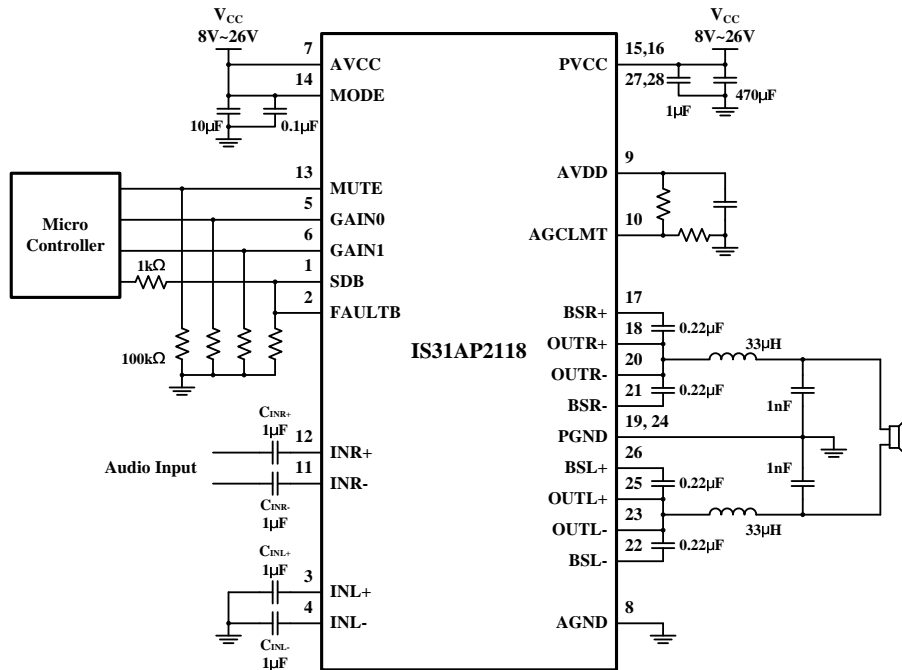 VCC
8V~26V
7
AVCC
14
MODE
10μF
0.1μF
13
MUTE
5
GAIN0
6
GAIN1
1
SDB
2
FAULTB
Micro
Controller
1kΩ
100kΩ
CINR+
1μF
12
INR+
Audio Input
11
INR-
CINR-
1μF
CINL+
1μF
3
INL+
4
INL-
CINL-
1μF
IS31AP2118
VCC
8V~26V
15,16
PVCC
27,28
1μF
470μF
9
AVDD
10
AGCLMT
17
BSR+
0.22μF
18
OUTR+
33μH
20
OUTR-
21
0.22μF
BSR-
1nF
19, 24
PGND
26
BSL+
1nF
25
0.22μF
OUTL+
23
OUTL-
33μH
22
0.22μF
BSL-
8
AGND